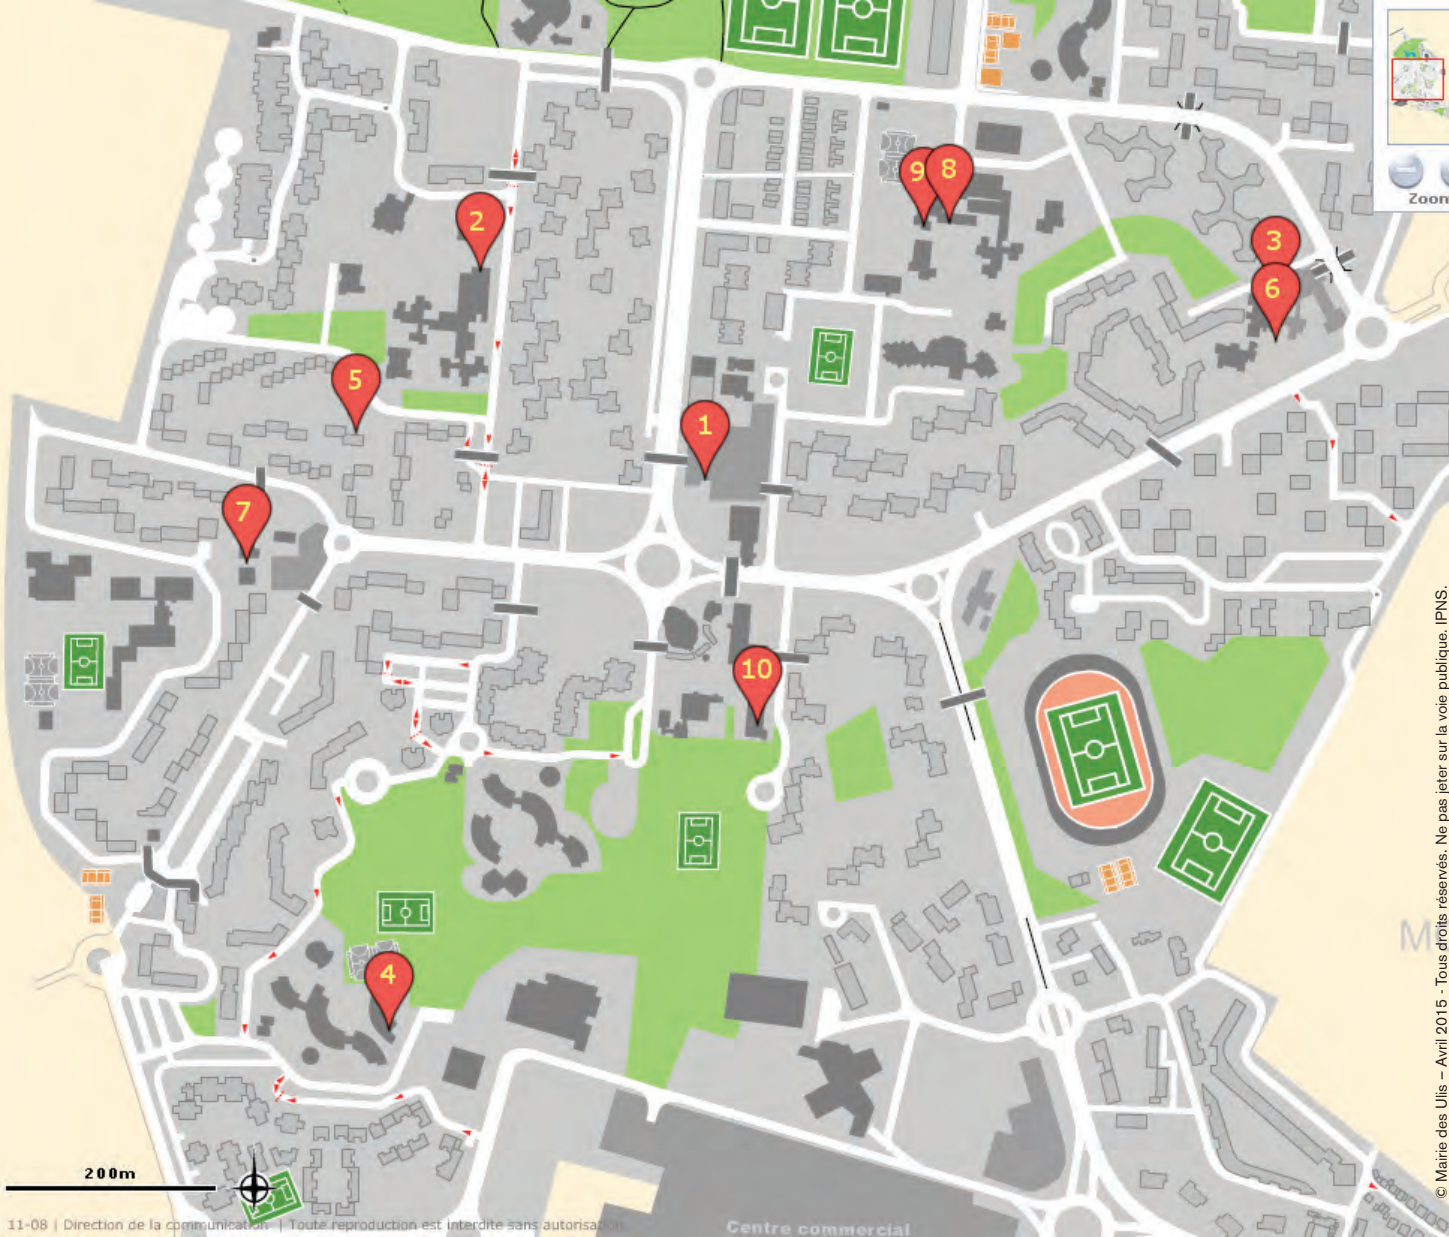 Zoon
9
8
2
3
6
5
1
7
10
4
200m
11-08 | Direction de la communication | Toute reproduction est interdite sans autorisation
Centre commercial
© Mairie des Ulis – Avril 2015 - Tous droits réservés. Ne pas jeter sur la voie publique. IPNS.